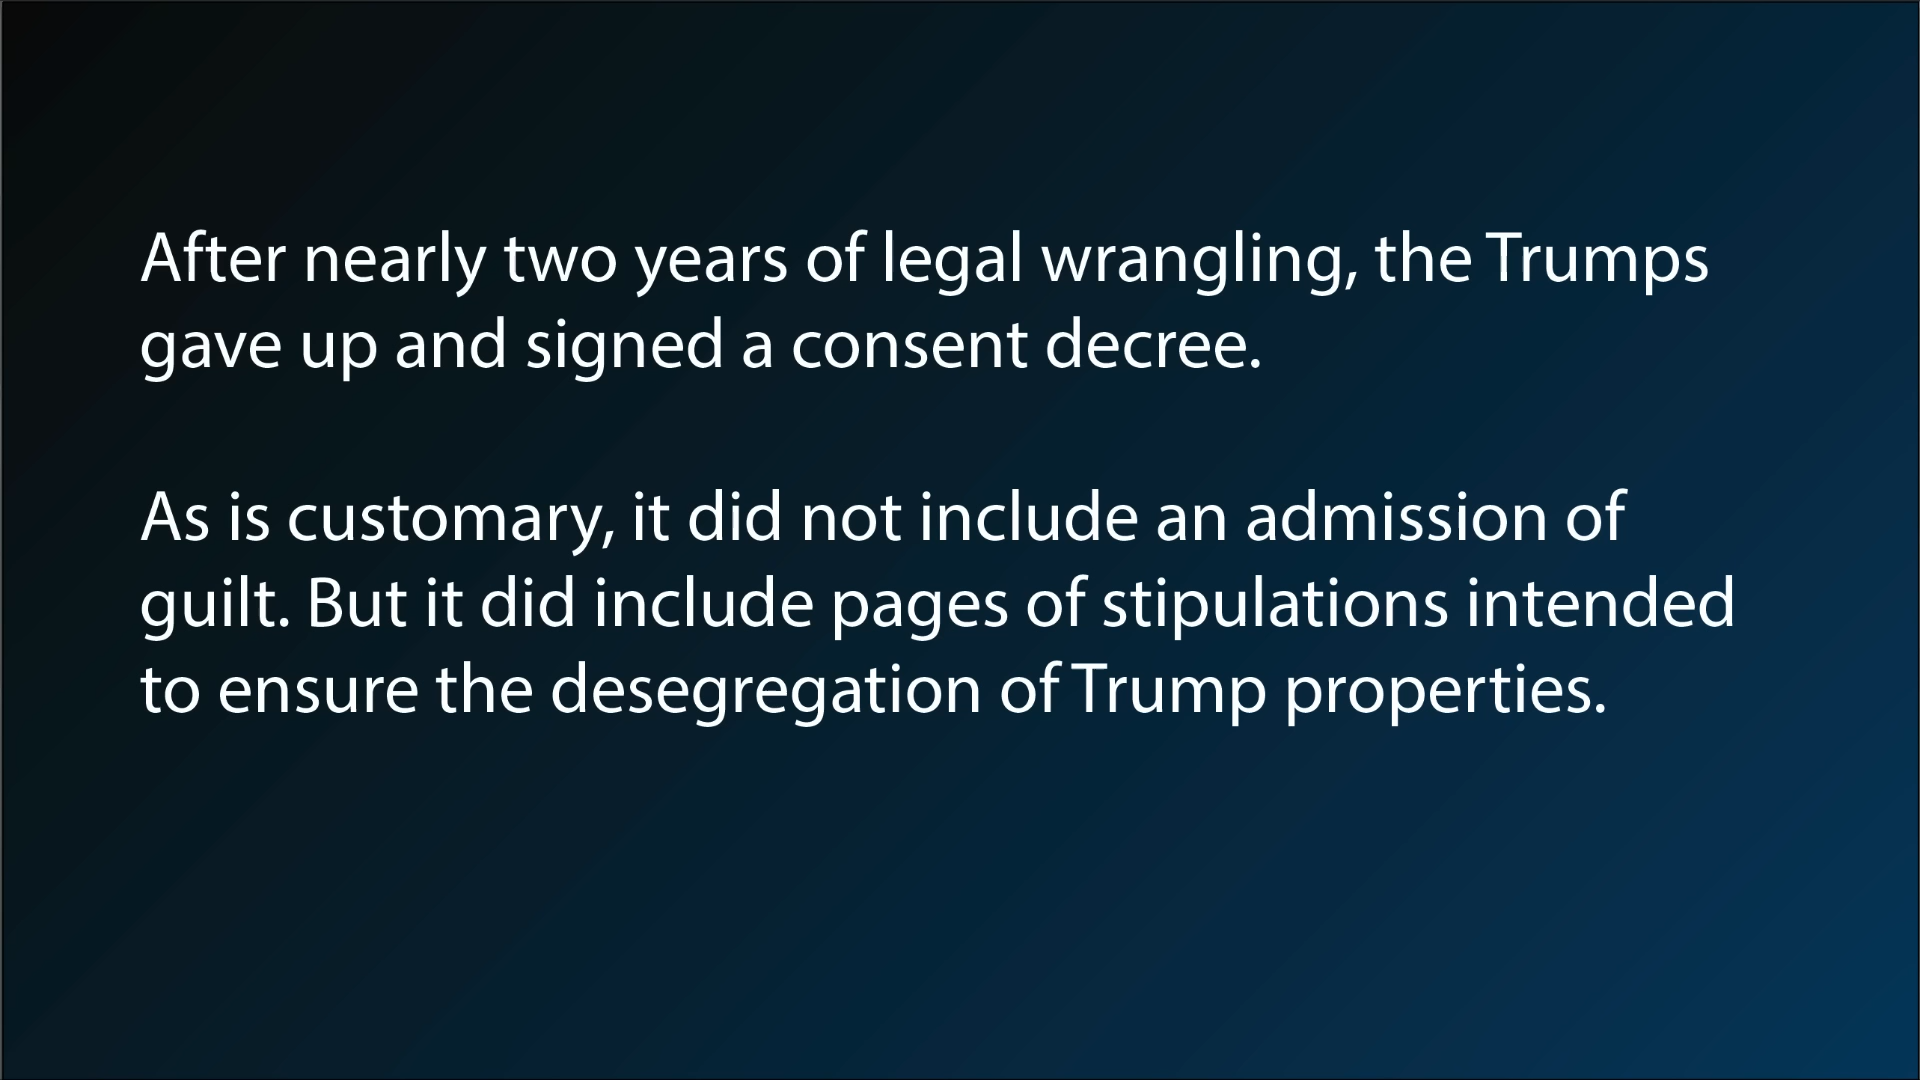 After nearly two years of legal wrangling, the Trumps
gave up and signed a consent decree.
As is customary, it did not include an admission of
guilt. But it did include pages of stipulations intended
to ensure the desegregation of Trump properties.